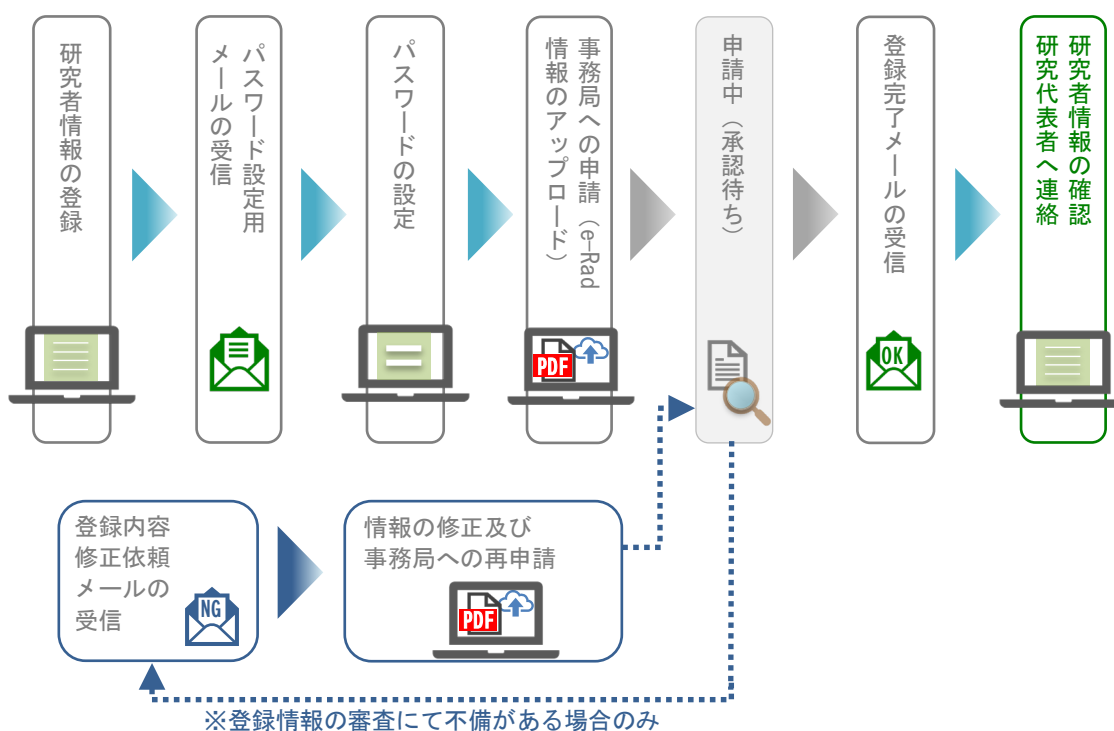 研究者情報の登録
パスワード設定用
メールの受信
パスワードの設定
事務局への申請（e-Rad
情報のアップロード）
PDF
申請中（承認待ち）
登録完了メールの受信
OK
研究者情報の確認
研究代表者へ連絡
登録内容
修正依頼
メールの
受信
NG
情報の修正及び
事務局への再申請
PDF
※登録情報の審査にて不備がある場合のみ